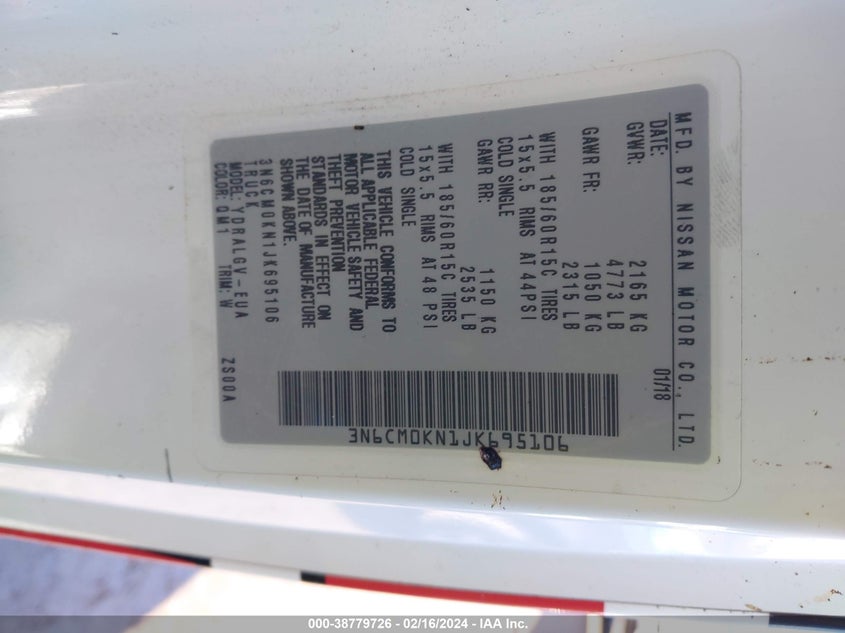 MFD. BY NISSAN MOTOR CO., LTD.
DATE: 01/18
GVWR: 2165 KG
4773 LB
GAWR FR: 1050 KG
2315 LB
WITH 185/60R15C TIRES
15x5.5 RIMS AT 44PSI
COLD SINGLE
GAWR RR: 1150 KG
2535 LB
WITH 185/60R15C TIRES
15x5.5 RIMS AT 48 PSI
COLD SINGLE
THIS VEHICLE CONFORMS TO
ALL APPLICABLE FEDERAL
MOTOR VEHICLE SAFETY AND
THEFT PREVENTION
STANDARDS IN EFFECT ON
THE DATE OF MANUFACTURE
SHOWN ABOVE.
3N6CM0KN1JK695106
TRUCK
MODEL: YDRALGV-EUA
COLOR: QM1 TRIM: W ZS00A
3N6CM0KN1JK695106
000-38779726 - 02/16/2024 - IAA Inc.